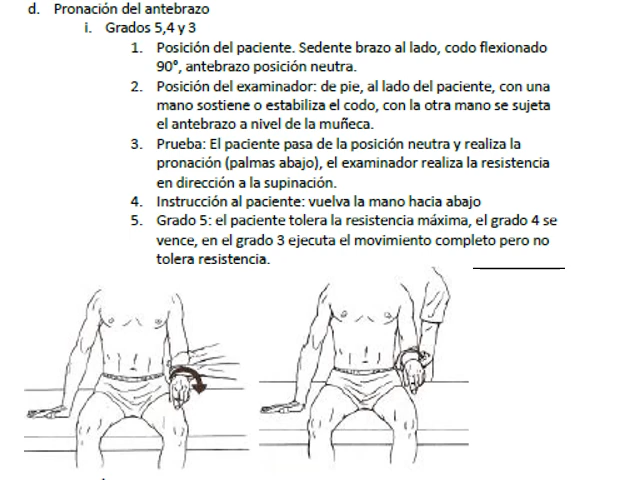 d. Pronación del antebrazo
i. Grados 5,4 y 3
1. Posición del paciente. Sedente brazo al lado, codo flexionado
90°, antebrazo posición neutra.
2. Posición del examinador: de pie, al lado del paciente, con una
mano sostiene o estabiliza el codo, con la otra mano se sujeta
el antebrazo a nivel de la muñeca.
3. Prueba: El paciente pasa de la posición neutra y realiza la
pronación (palmas abajo), el examinador realiza la resistencia
en dirección a la supinación.
4. Instrucción al paciente: vuelva la mano hacia abajo
5. Grado 5: el paciente tolera la resistencia máxima, el grado 4 se
vence, en el grado 3 ejecuta el movimiento completo pero no
tolera resistencia.